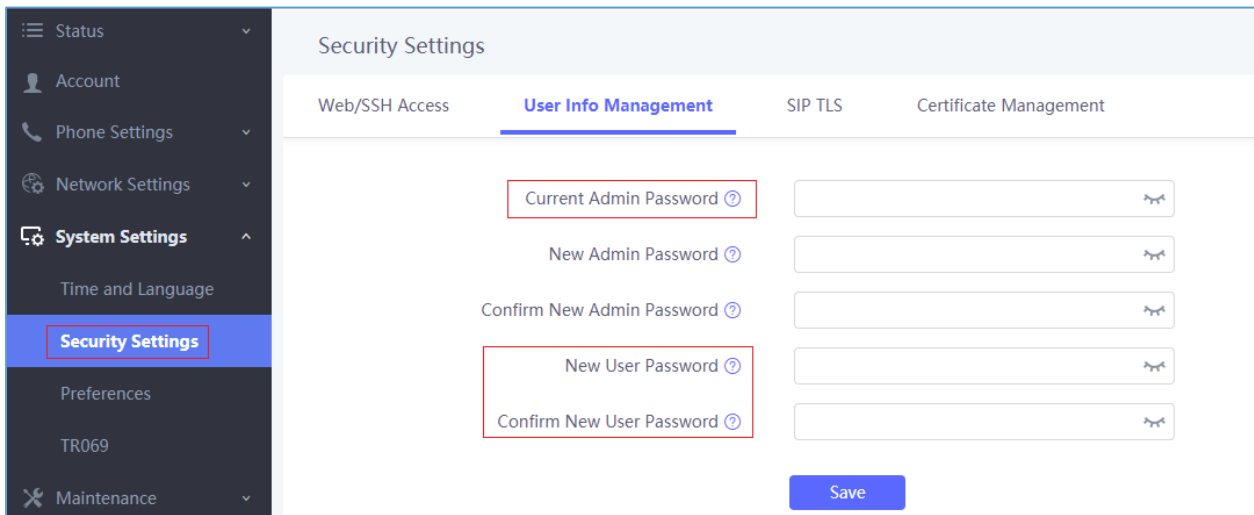 Status
Account
Phone Settings
Network Settings
System Settings
Time and Language
Security Settings
Preferences
TR069
Maintenance
Security Settings
Web/SSH Access
User Info Management
SIP TLS
Certificate Management
Current Admin Password
New Admin Password
Confirm New Admin Password
New User Password
Confirm New User Password
Save